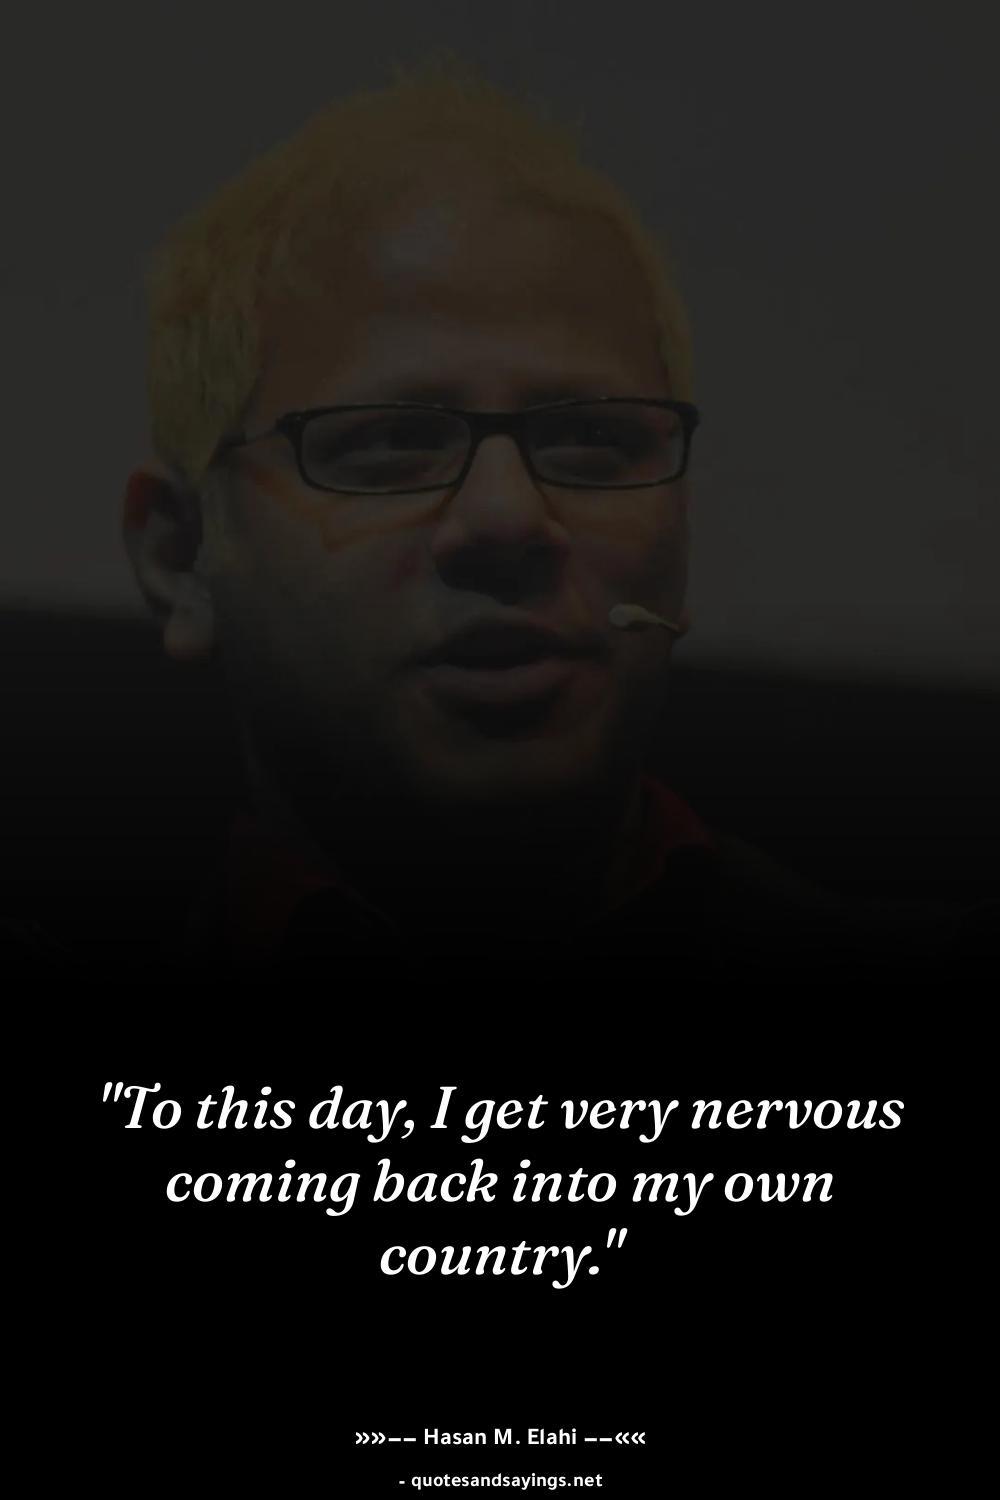 "To this day, I get very nervous
coming back into my own
country."
»»–– Hasan M. Elahi ––««
- quotesandsayings.net